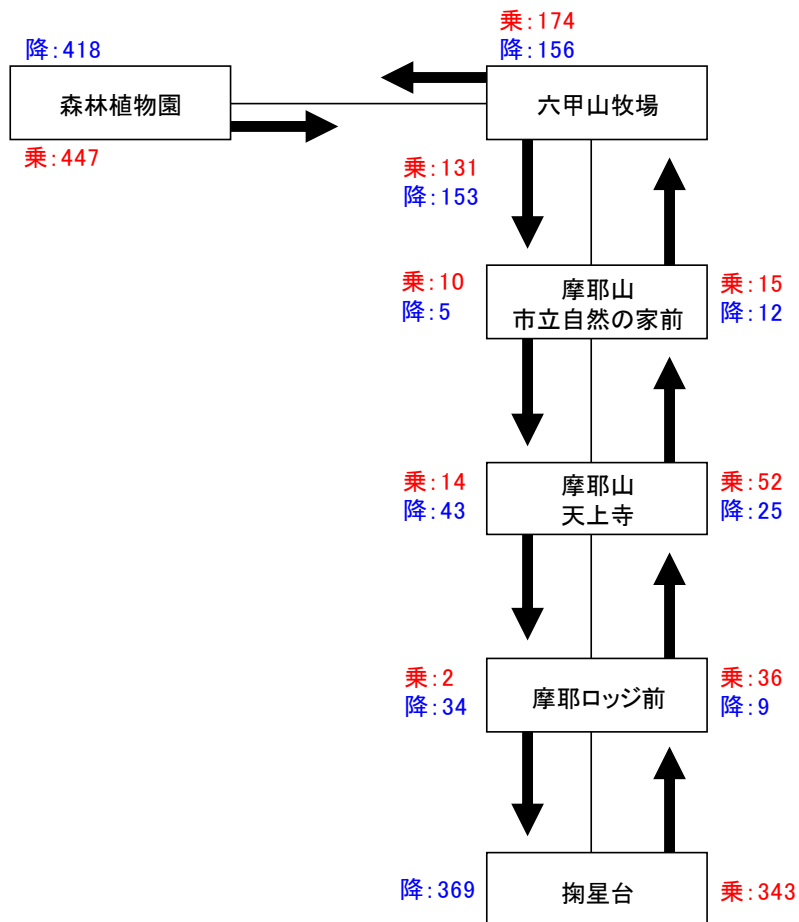 乗:174
降:418
降:156
森林植物園
六甲山牧場
乗:447
乗:131
降:153
乗:10
降:5
摩耶山
市立自然の家前
乗:15
降:12
乗:14
降:43
摩耶山
天上寺
乗:52
降:25
乗:2
降:34
摩耶ロッジ前
乗:36
降:9
降:369
掬星台
乗:343